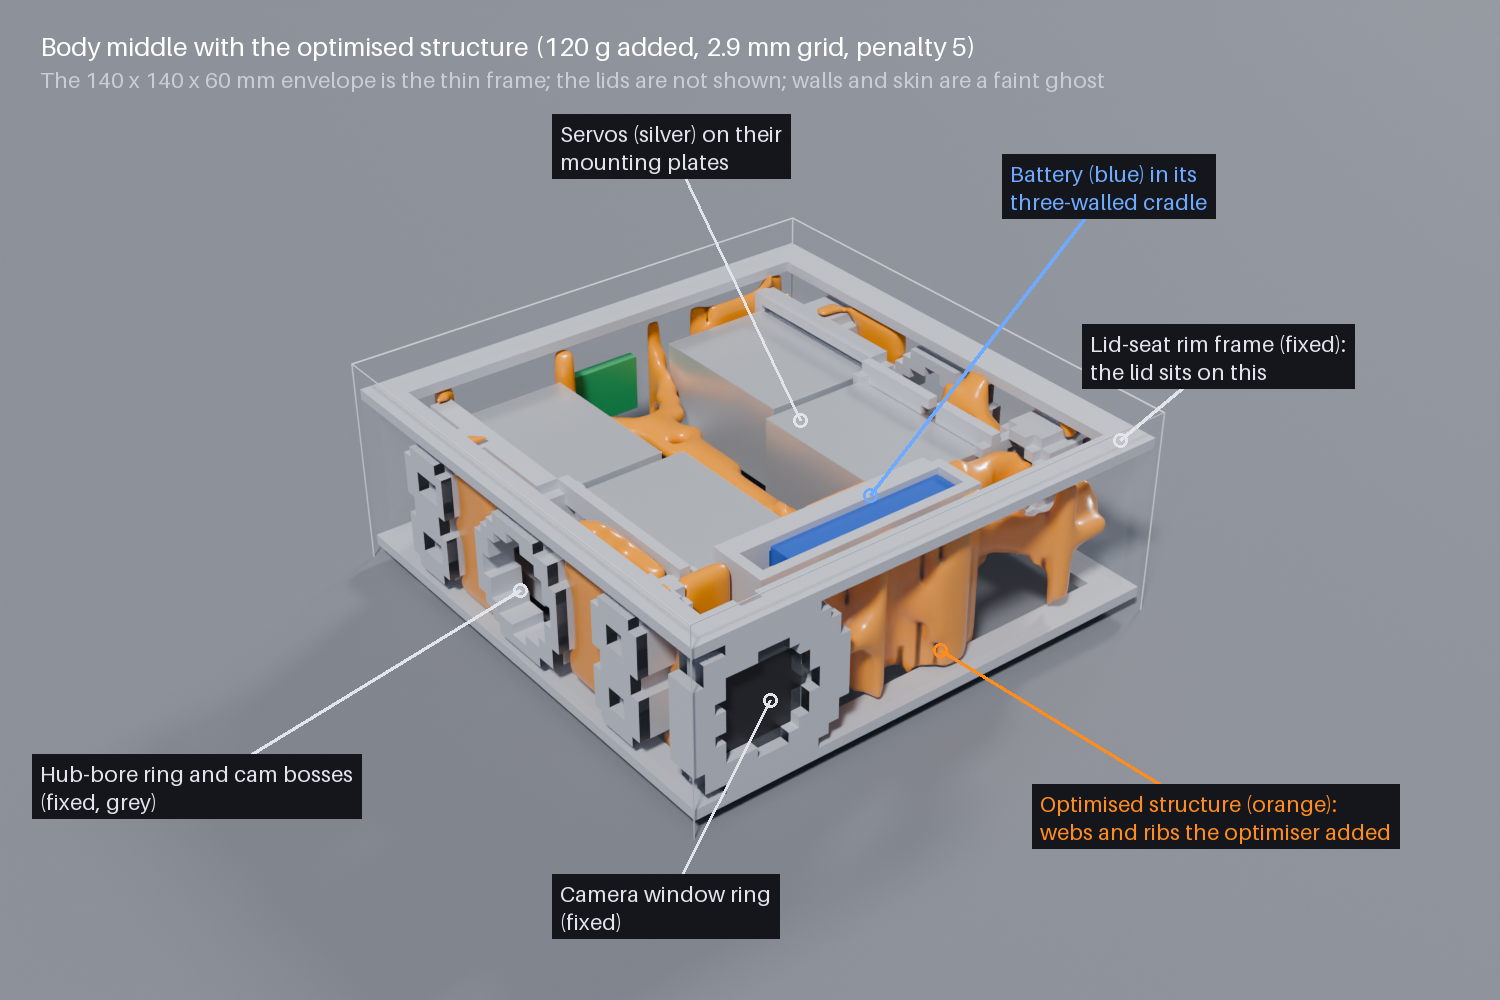 Body middle with the optimised structure (120 g added, 2.9 mm grid, penalty 5)
The 140 x 140 x 60 mm envelope is the thin frame; the lids are not shown; walls and skin are a faint ghost
Servos (silver) on their
mounting plates
Battery (blue) in its
three-walled cradle
Lid-seat rim frame (fixed):
the lid sits on this
Hub-bore ring and cam bosses
(fixed, grey)
Optimised structure (orange):
webs and ribs the optimiser added
Camera window ring
(fixed)